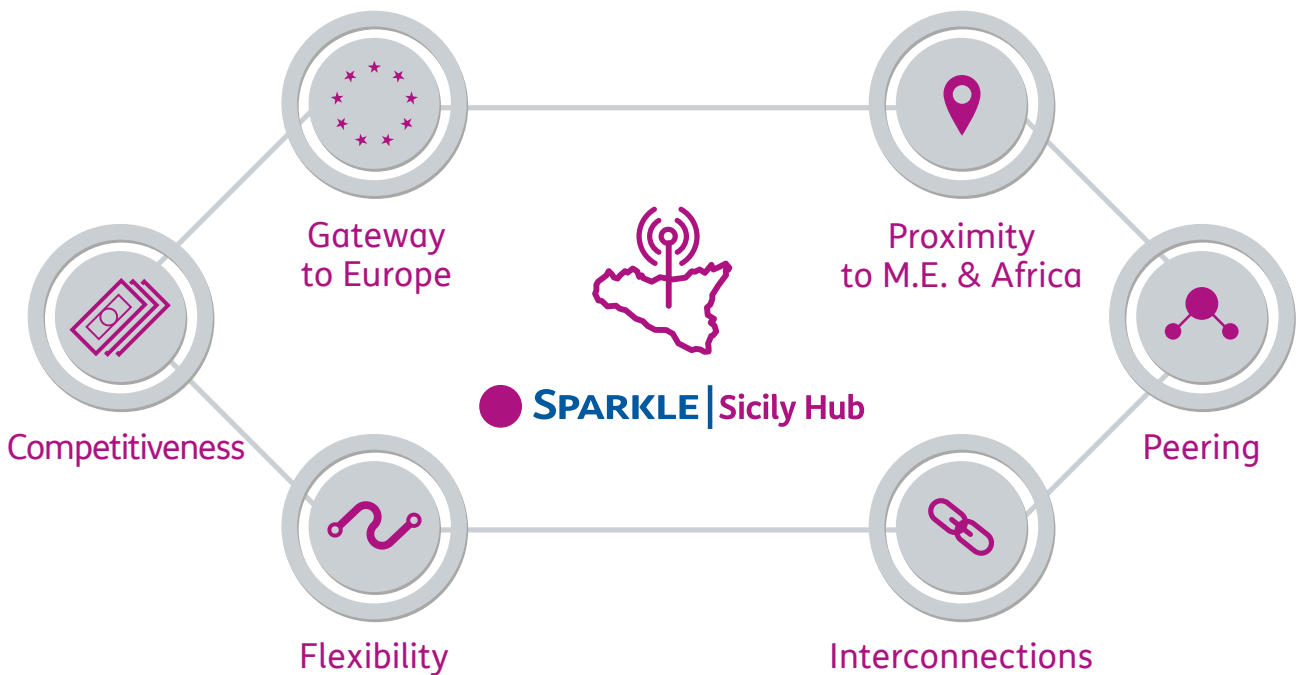 Gateway
to Europe
Proximity
to M.E. & Africa
SPARKLE | Sicily Hub
Competitiveness
Peering
Flexibility
Interconnections